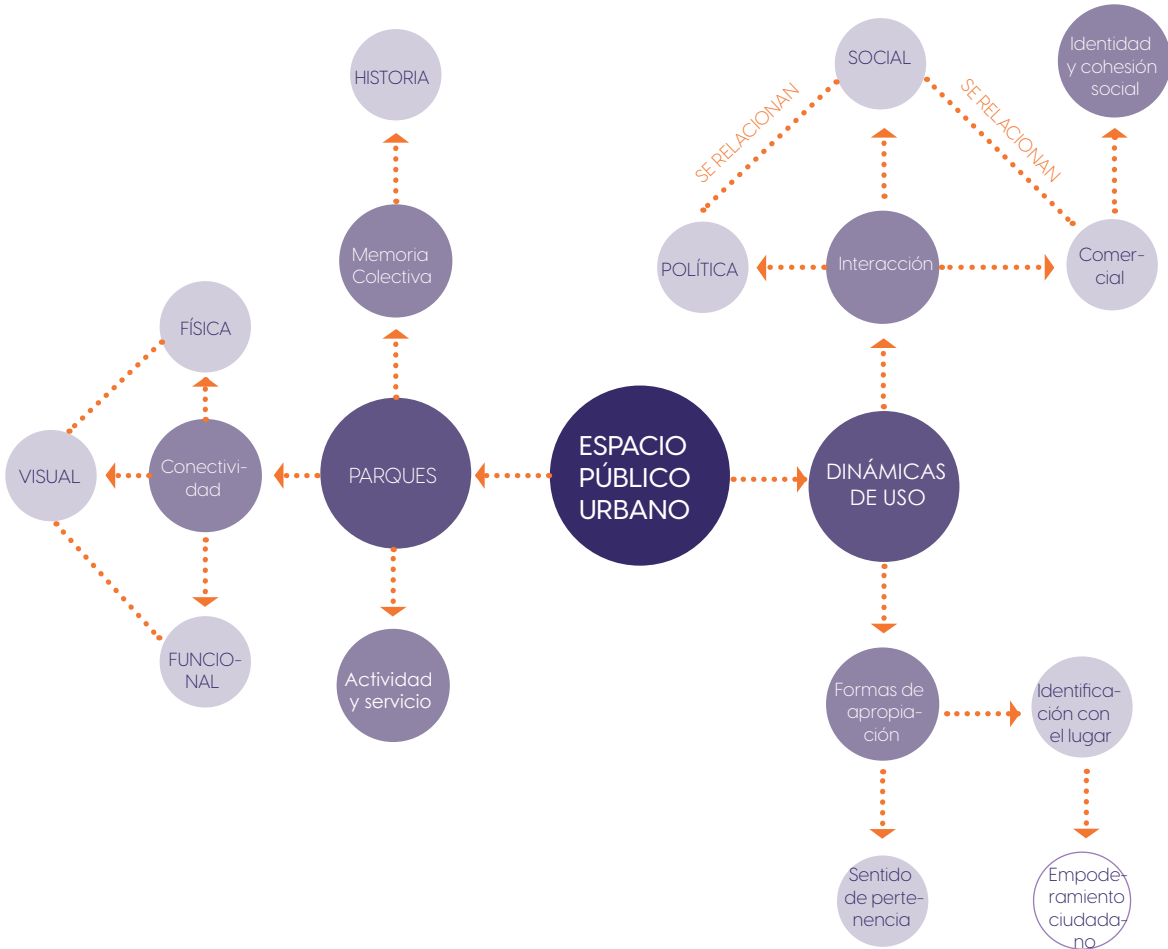 HISTORIA
SOCIAL
Identidad
y cohesión
social
SE RELACIONAN
SE RELACIONAN
Memoria
Colectiva
POLÍTICA
Interacción
Comer-
cial
FÍSICA
VISUAL
Conectivi-
dad
PARQUES
ESPACIO
PÚBLICO
URBANO
DINÁMICAS
DE USO
FUNCIO-
NAL
Actividad
y servicio
Formas de
apropia-
ción
Identifica-
ción con
el lugar
Sentido
de perte-
nencia
Empode-
ramiento
ciudada-
no